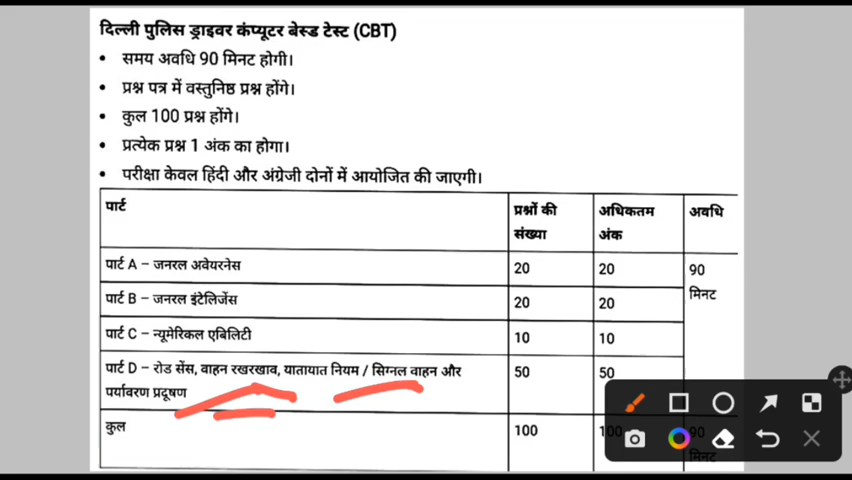 दिल्ली पुलिस ड्राइवर कंप्यूटर बेस्ड टेस्ट (CBT)
• समय अवधि 90 मिनट होगी।
• प्रश्न पत्र में वस्तुनिष्ठ प्रश्न होंगे।
• कुल 100 प्रश्न होंगे।
• प्रत्येक प्रश्न 1 अंक का होगा।
• परीक्षा केवल हिंदी और अंग्रेजी दोनों में आयोजित की जाएगी।
पार्ट प्रश्नों की संख्या अधिकतम अंक अवधि
पार्ट A – जनरल अवेयरनेस 20 20 90 मिनट
पार्ट B – जनरल इंटेलिजेंस 20 20
पार्ट C – न्यूमेरिकल एबिलिटी 10 10
पार्ट D – रोड सेंस, वाहन रखरखाव, यातायात नियम / सिग्नल वाहन और 50 50
पर्यावरण प्रदूषण
कुल 100 100 90 मिनट